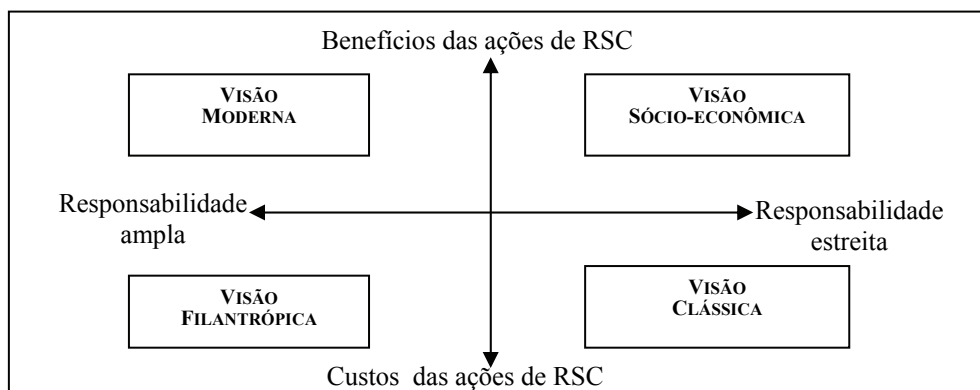 Benefícios das ações de RSC
VISÃO
MODERNA
VISÃO
SÓCIO-ECONÔMICA
Responsabilidade
ampla
Responsabilidade
estreita
VISÃO
FILANTRÓPICA
VISÃO
CLÁSSICA
Custos das ações de RSC